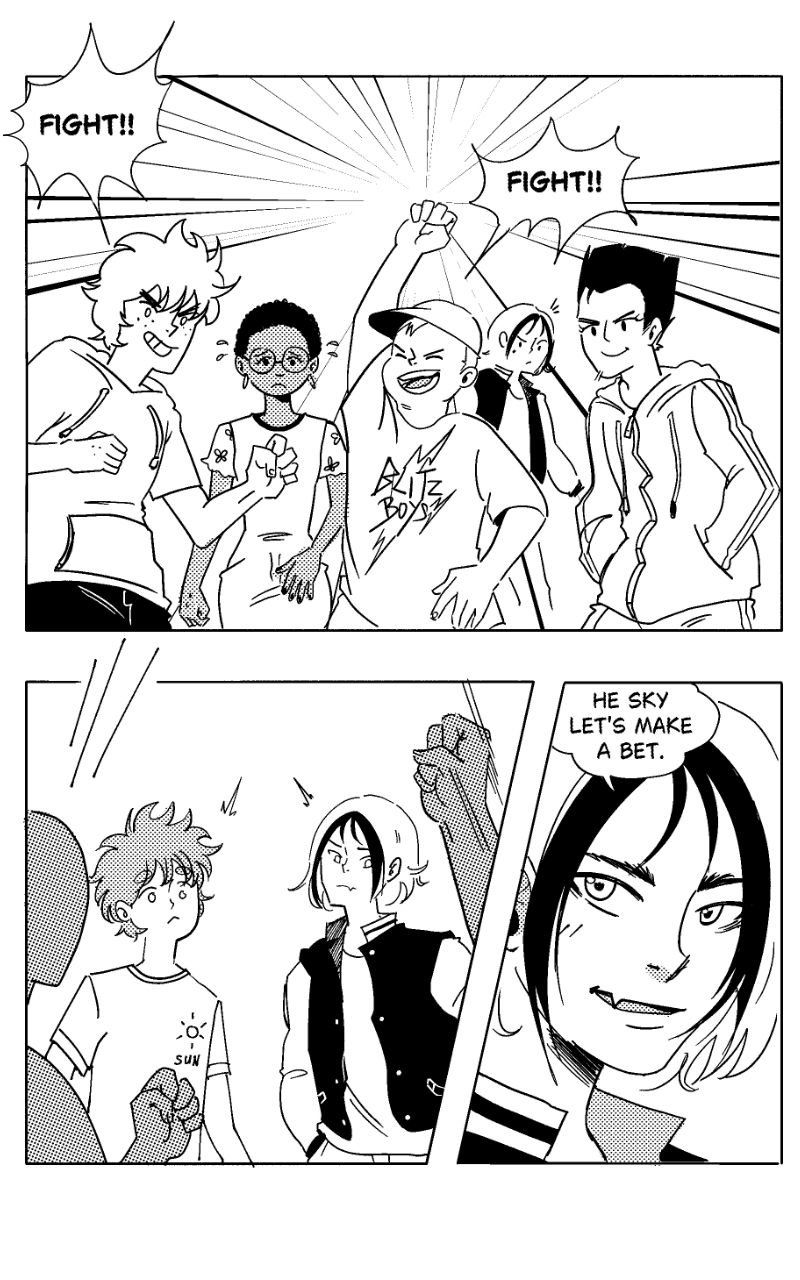 FIGHT!!
FIGHT!!
BLITZ
BOYS
SUN
HE SKY
LET'S MAKE
A BET.